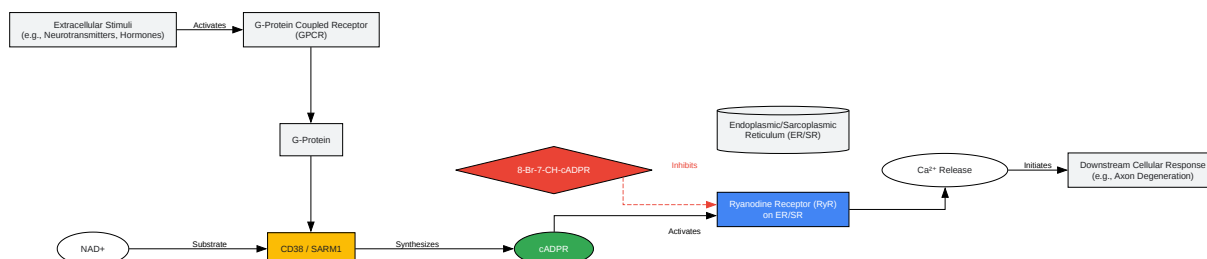 Extracellular Stimuli
(e.g., Neurotransmitters, Hormones)
Activates
G-Protein Coupled Receptor
(GPCR)
G-Protein
Endoplasmic/Sarcoplasmic
Reticulum (ER/SR)
8-Br-7-CH-cADPR
Inhibits
Ca²⁺ Release
Initiates
Downstream Cellular Response
(e.g., Axon Degeneration)
Ryanodine Receptor (RyR)
on ER/SR
Activates
NAD+
Substrate
CD38 / SARM1
Synthesizes
cADPR